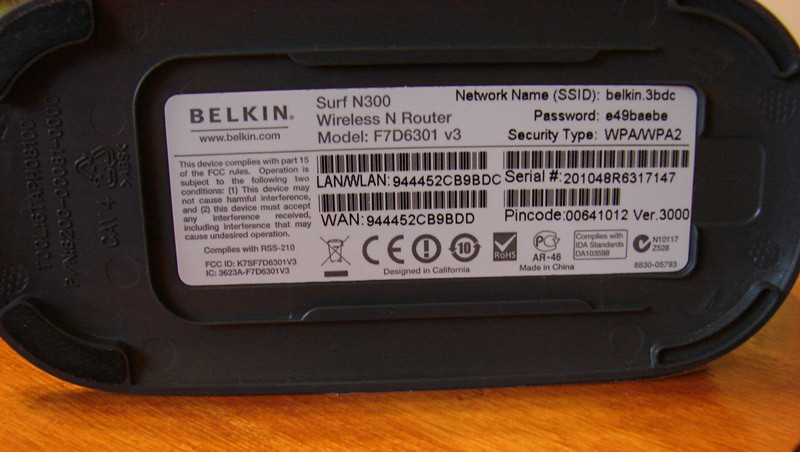 BELKIN®
www.belkin.com
Surf N300
Wireless N Router
Model: F7D6301 v3
Network Name (SSID): belkin.3bdc
Password: e49baebe
Security Type: WPA/WPA2
This device complies with part 15
of the FCC rules. Operation is
subject to the following two
conditions: (1) This device may
not cause harmful interference,
and (2) this device must accept
any interference received,
including interference that may
cause undesired operation.
Complies with RSS-210
FCC ID: K7SF7D6301V3
IC: 3623A-F7D6301V3
LAN/WLAN: 944452CB9BDC
WAN: 944452CB9BDD
Serial #: 201048R6317147
Pincode: 00641012 Ver. 3000
CE
10
RoHS
AR-46
Complies with
IDA Standards
DA103598
N10117
Z528
Designed in California
Made in China
8830-05793
CAV 4
>ABS<